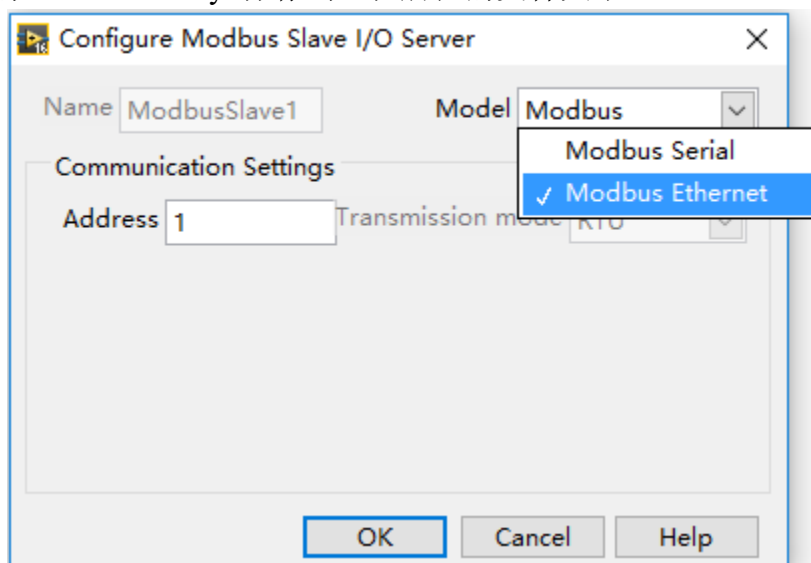 Configure Modbus Slave I/O Server
Name ModbusSlave1 Model Modbus
Modbus Serial
Communication Settings
✓ Modbus Ethernet
Address 1 Transmission mode RTU
OK Cancel Help